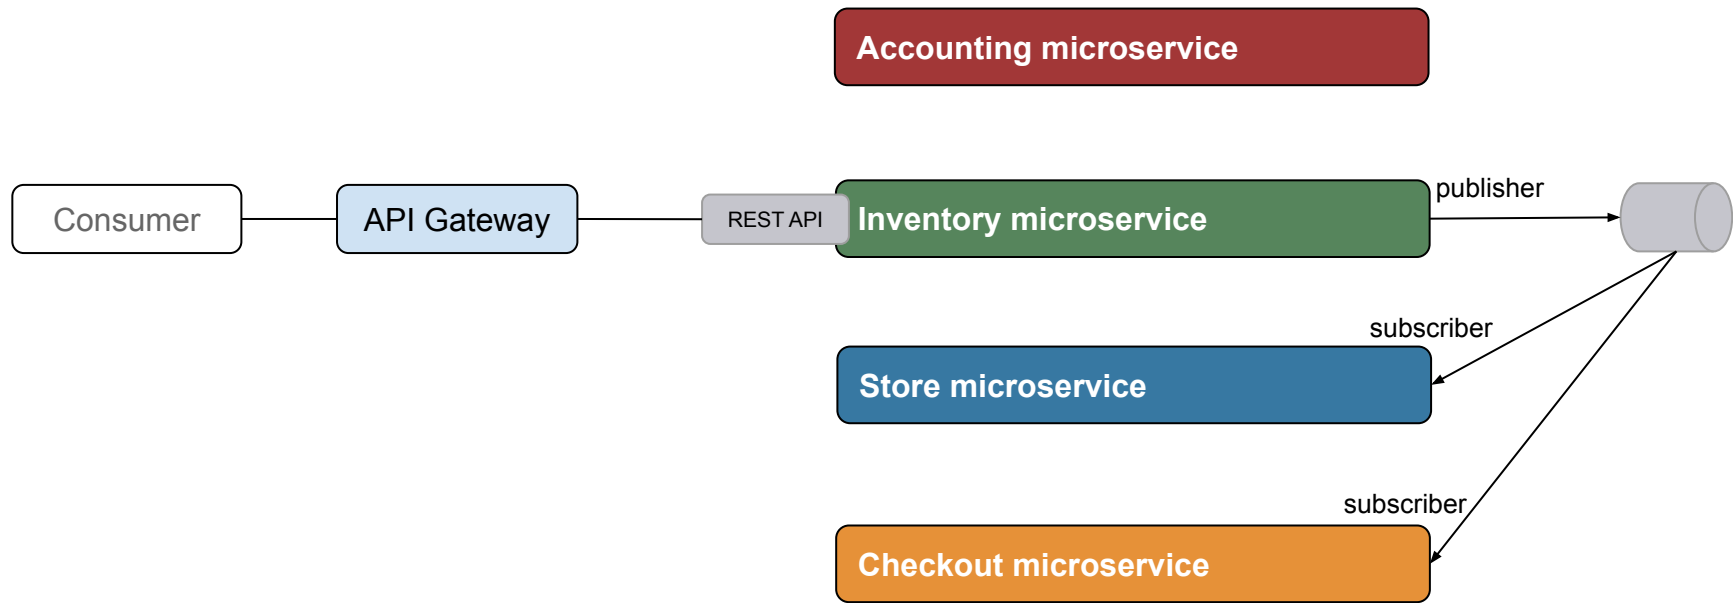 Accounting microservice
Consumer
API Gateway
REST API
Inventory microservice
publisher
subscriber
Store microservice
subscriber
Checkout microservice